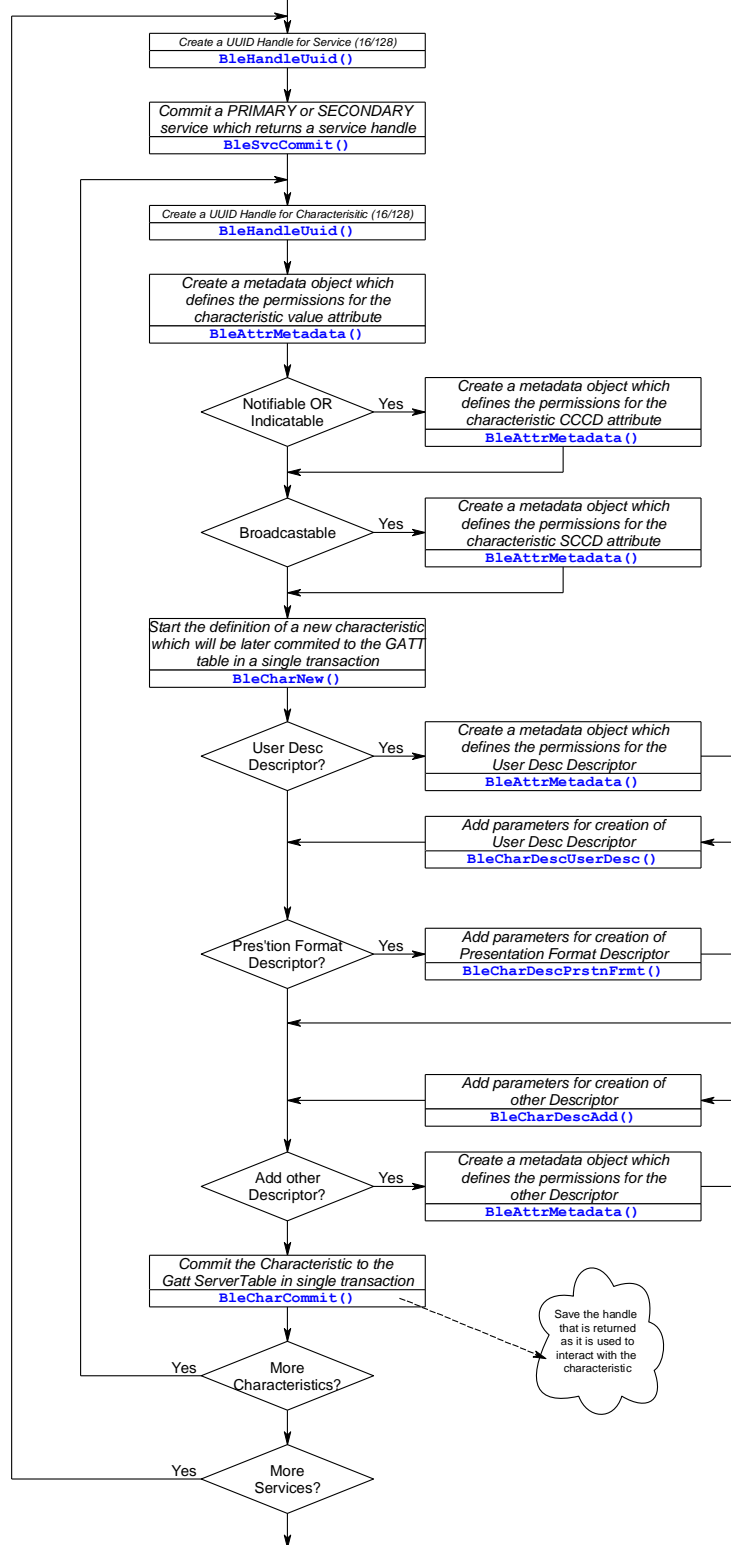 Create a UUID Handle for Service (16/128)
BleHandleUuid()
Commit a PRIMARY or SECONDARY
service which returns a service handle
BleSvcCommit()
Create a UUID Handle for Characterisitic (16/128)
BleHandleUuid()
Create a metadata object which
defines the permissions for the
characteristic value attribute
BleAttrMetadata()
Notifiable OR
Indicatable
Yes
Create a metadata object which
defines the permissions for the
characteristic CCCD attribute
BleAttrMetadata()
Broadcastable
Yes
Create a metadata object which
defines the permissions for the
characteristic SCCD attribute
BleAttrMetadata()
Start the definition of a new characteristic
which will be later commited to the GATT
table in a single transaction
BleCharNew()
User Desc
Descriptor?
Yes
Create a metadata object which
defines the permissions for the
User Desc Descriptor
BleAttrMetadata()
Add parameters for creation of
User Desc Descriptor
BleCharDescUserDesc()
Pres'tion Format
Descriptor?
Yes
Add parameters for creation of
Presentation Format Descriptor
BleCharDescPrstnFrmt()
Add parameters for creation of
other Descriptor
BleCharDescAdd()
Add other
Descriptor?
Yes
Create a metadata object which
defines the permissions for the
other Descriptor
BleAttrMetadata()
Commit the Characteristic to the
Gatt ServerTable in single transaction
BleCharCommit()
Save the handle
that is returned
as it is used to
interact with the
characteristic
Yes
More
Characteristics?
Yes
More
Services?